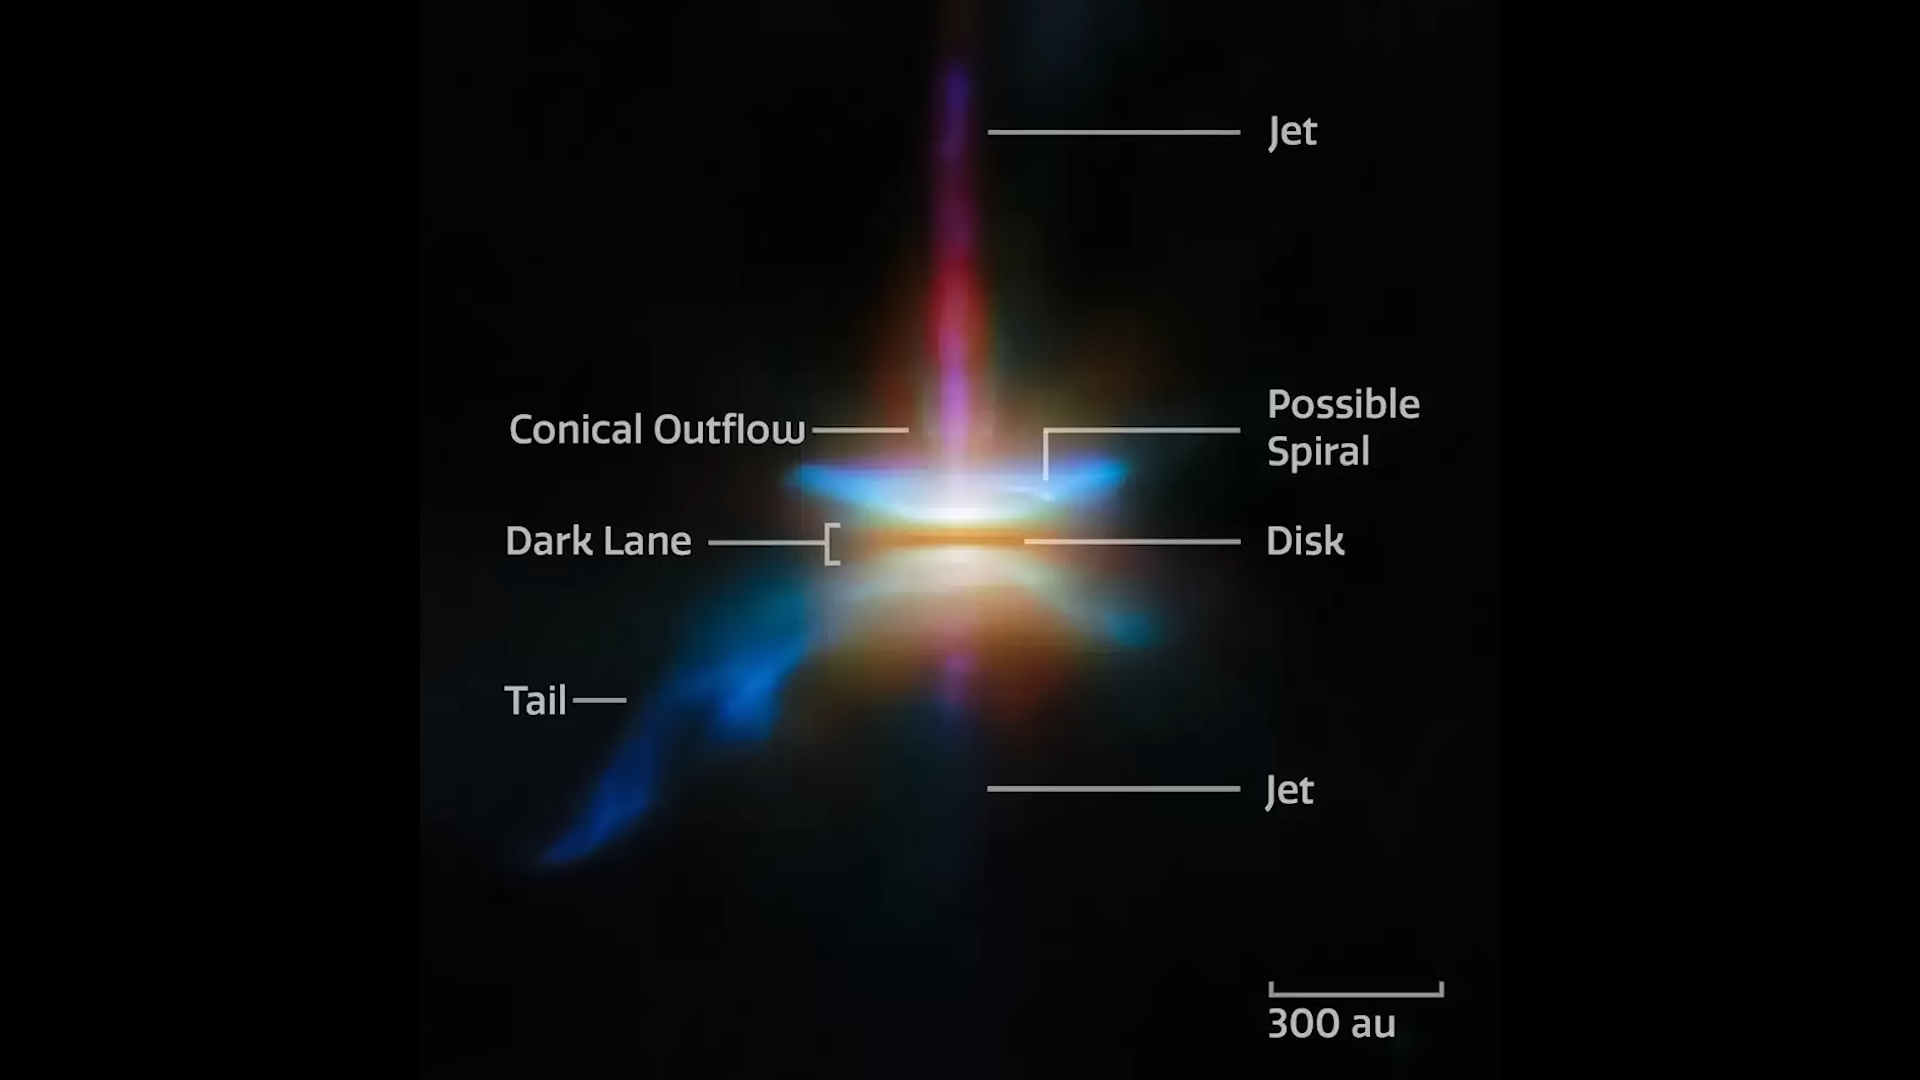 Jet
Conical Outflow
Possible
Spiral
Dark Lane
Disk
Tail
Jet
300 au